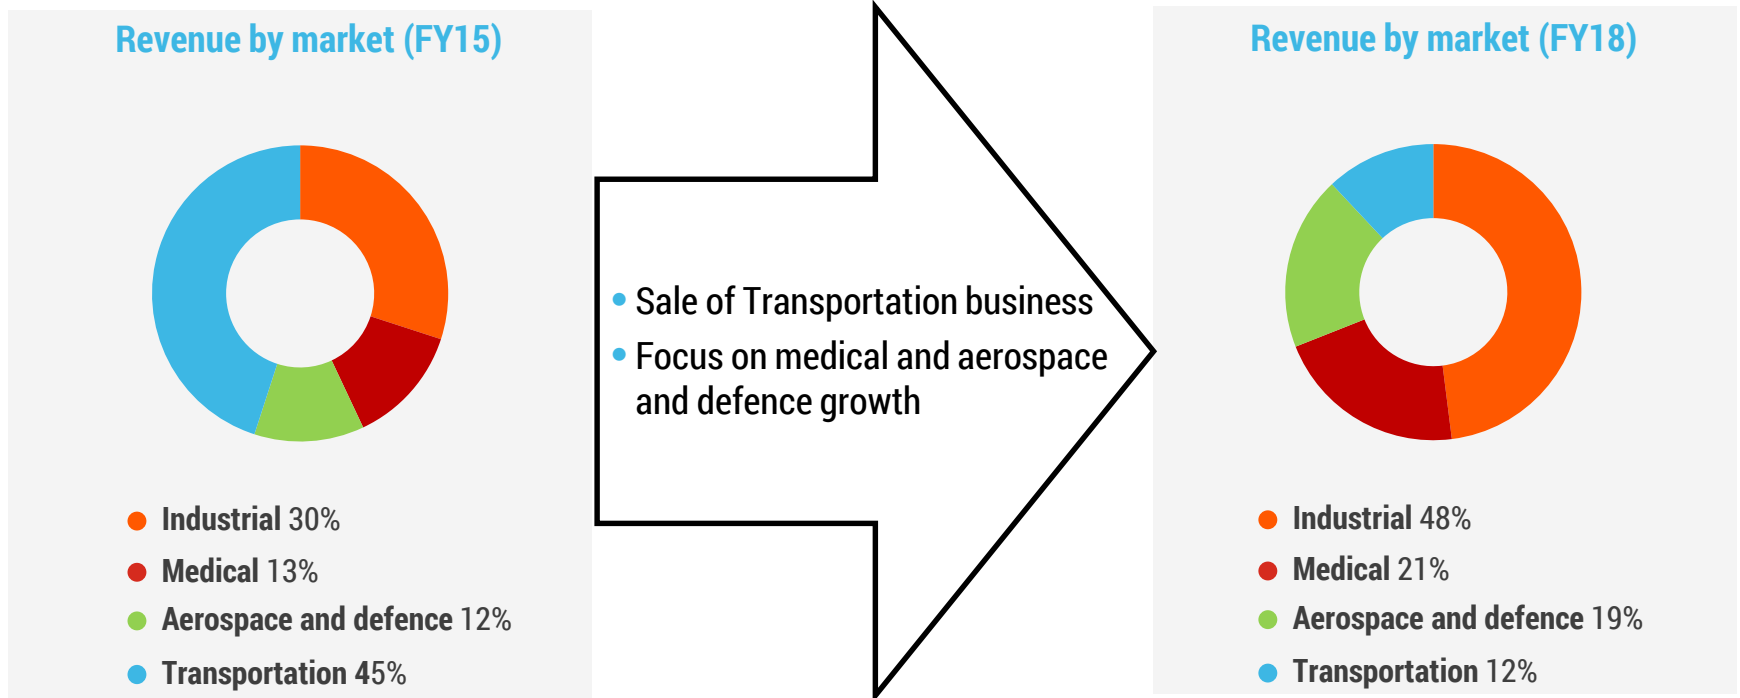 Revenue by market (FY15)
Industrial 30%
Medical 13%
Aerospace and defence 12%
Transportation 45%
• Sale of Transportation business
• Focus on medical and aerospace
and defence growth
Revenue by market (FY18)
Industrial 48%
Medical 21%
Aerospace and defence 19%
Transportation 12%